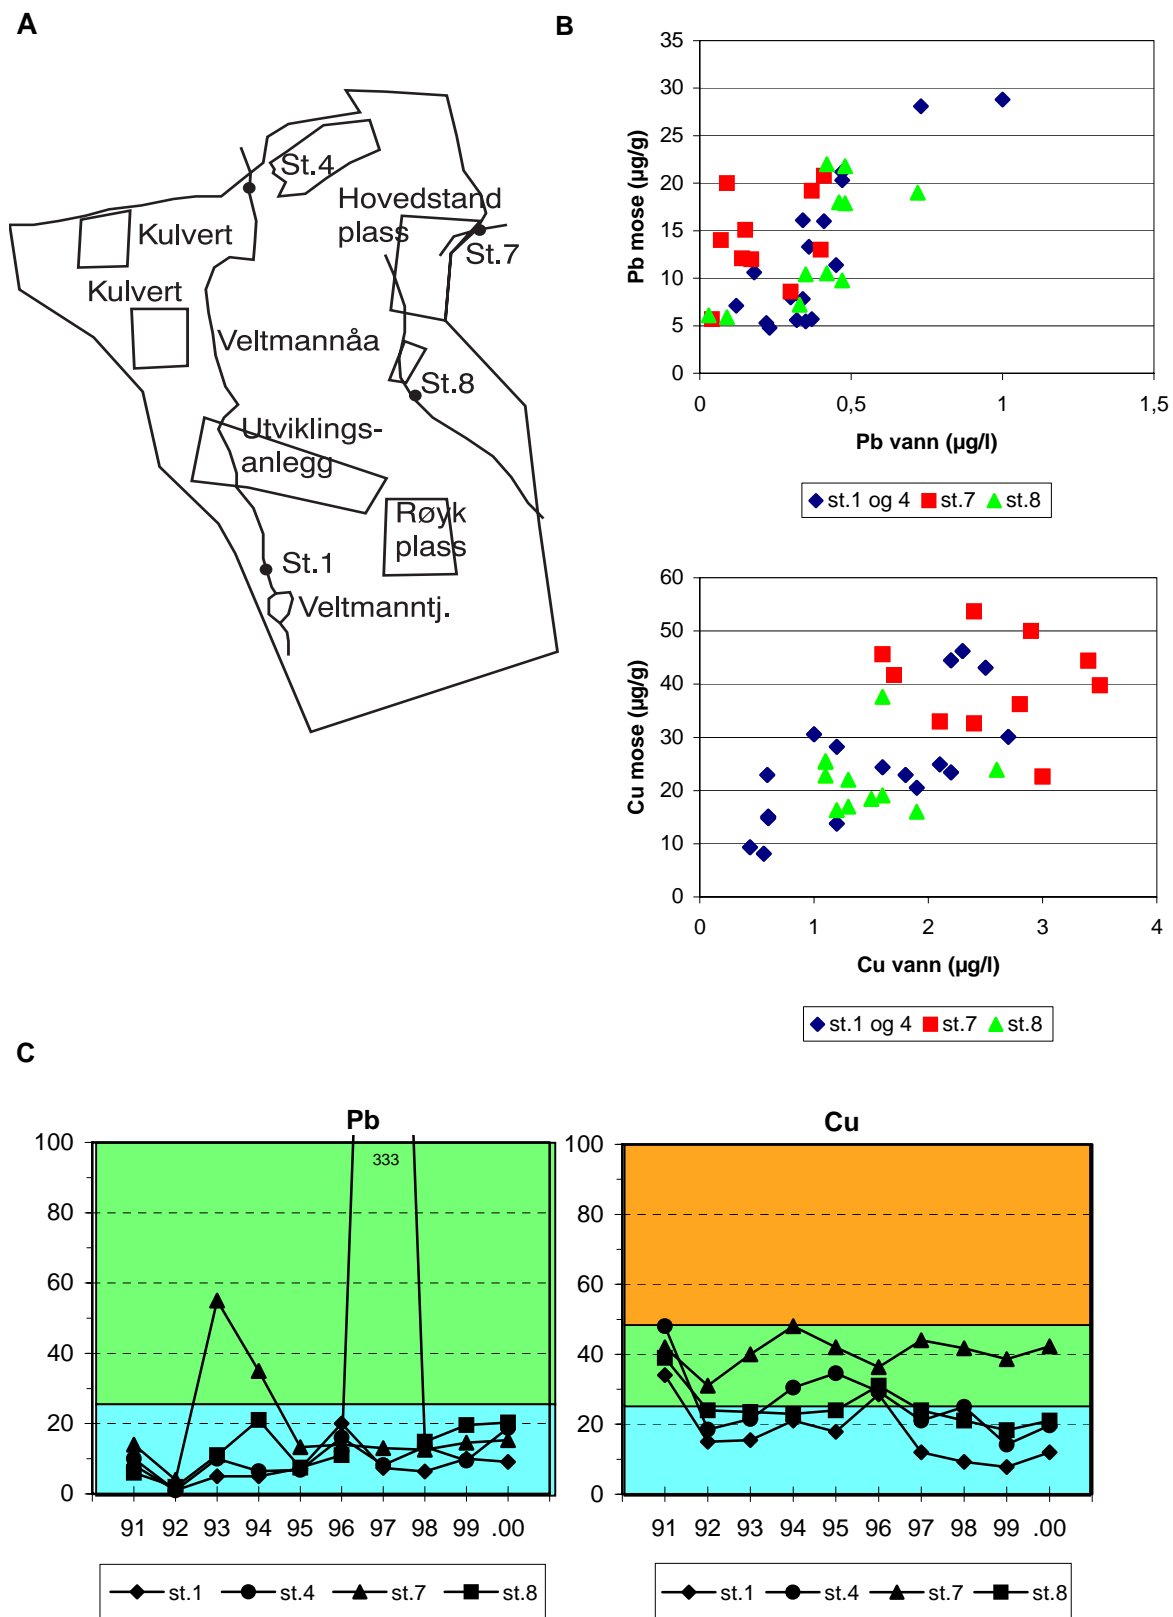 A
St.4
Hovedstand
plass
Kulvert
St.7
Kulvert
Veltmannåa
St.8
Utviklings-
anlegg
Røyk
plass
St.1
Veltmanntj.
B
35
30
25
20
15
10
5
0
Pb mose (µg/g)
0 0,5 1 1,5
Pb vann (µg/l)
st.1 og 4 st.7 st.8
60
50
40
30
20
10
0
Cu mose (µg/g)
0 1 2 3 4
Cu vann (µg/l)
st.1 og 4 st.7 st.8
C
Pb
100
80
60
40
20
0
333
91 92 93 94 95 96 97 98 99 .00
st.1 st.4 st.7 st.8
Cu
100
80
60
40
20
0
91 92 93 94 95 96 97 98 99 .00
st.1 st.4 st.7 st.8